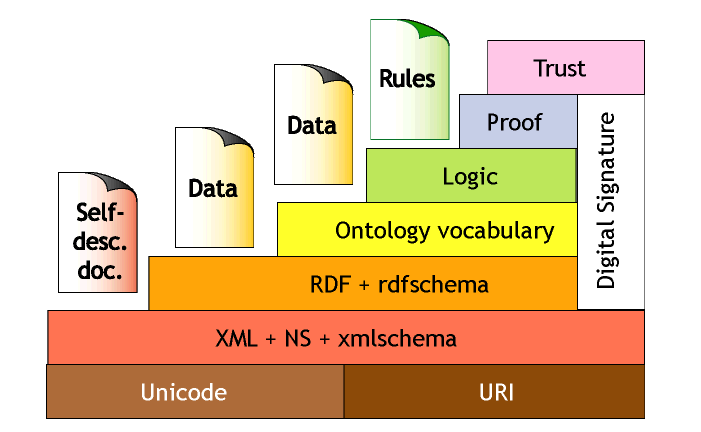 Trust
Rules
Proof
Data
Digital Signature
Logic
Data
Self-
desc.
doc.
Ontology vocabulary
RDF + rdfschema
XML + NS + xmlschema
Unicode
URI